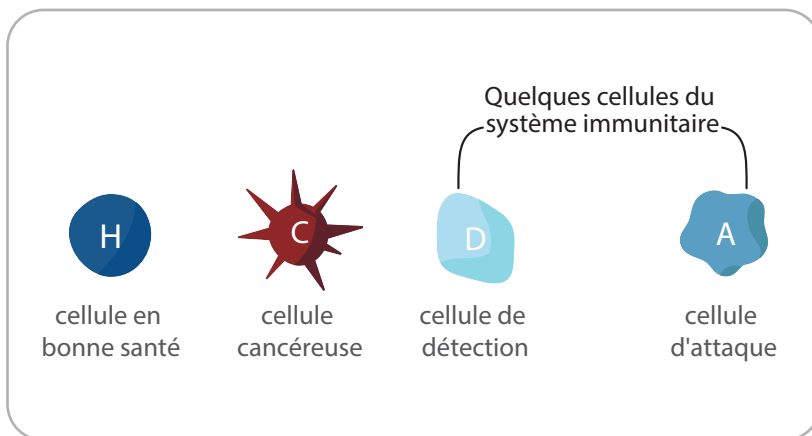 Quelques cellules du
système immunitaire
H
C
D
A
cellule en
bonne santé
cellule
cancéreuse
cellule de
détection
cellule
d'attaque